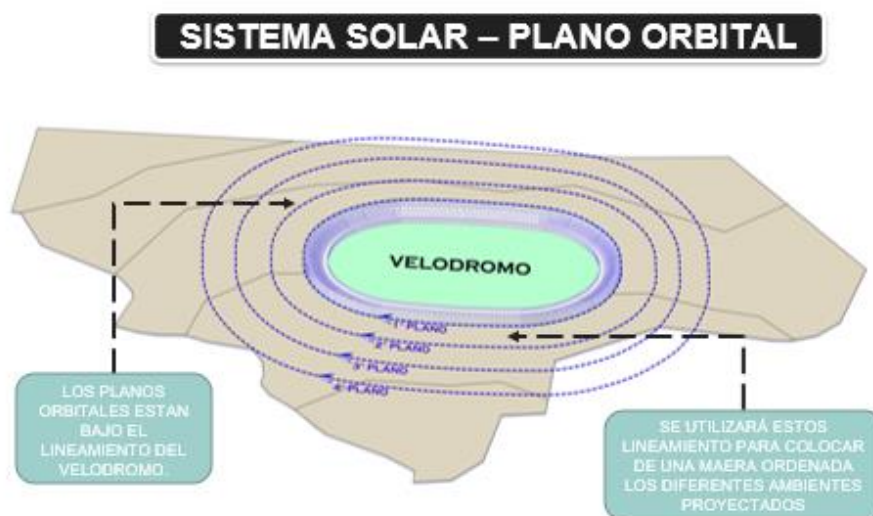 SISTEMA SOLAR – PLANO ORBITAL
VELODROMO
1° PLANO
2° PLANO
3° PLANO
4° PLANO
LOS PLANOS
ORBITALES ESTAN
BAJO EL
LINEAMIENTO DEL
VELODROMO.
SE UTILIZARÁ ESTOS
LINEAMIENTO PARA COLOCAR
DE UNA MAERA ORDENADA
LOS DIFERENTES AMBIENTES
PROYECTADOS